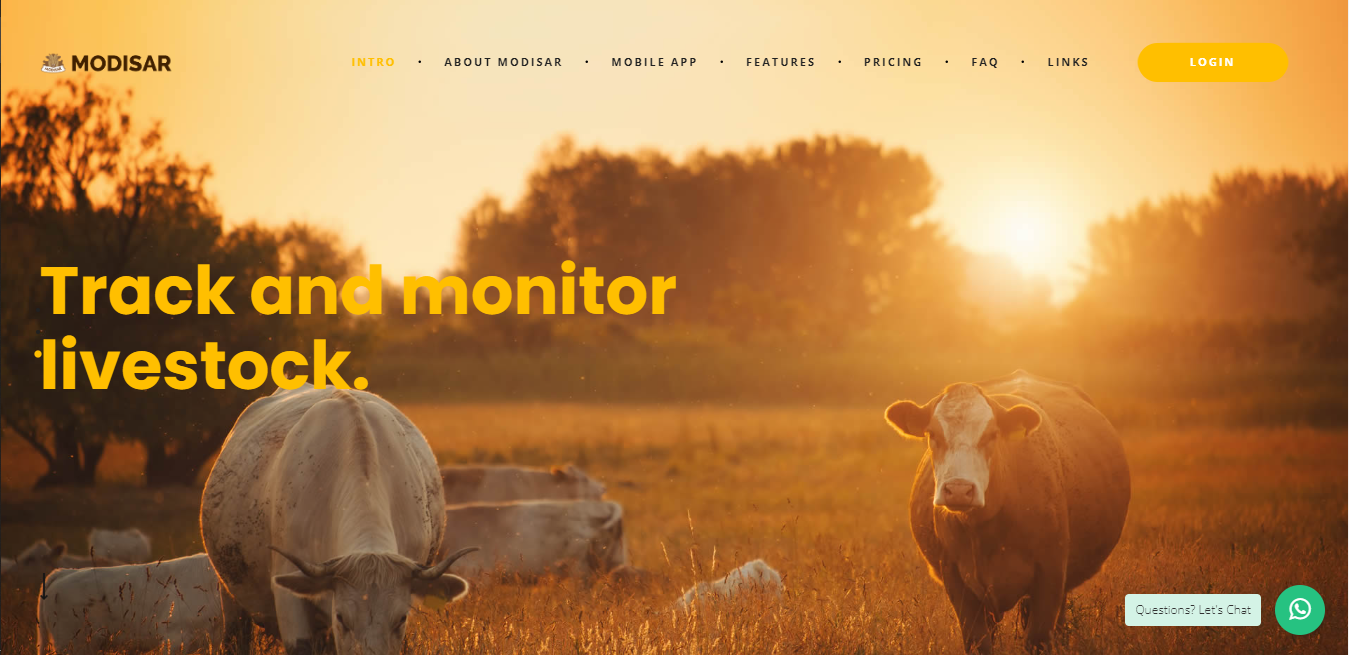 MODISAR
INTRO • ABOUT MODISAR • MOBILE APP • FEATURES • PRICING • FAQ • LINKS
LOGIN
Track and monitor
livestock.
Questions? Let's Chat